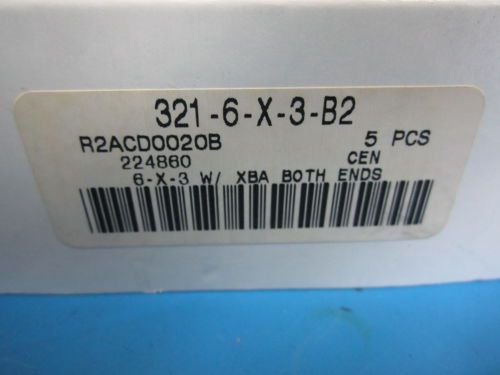 321-6-X-3-B2
R2ACD0020B 5 PCS
224860 CEN
6-X-3 W/ XBA BOTH ENDS